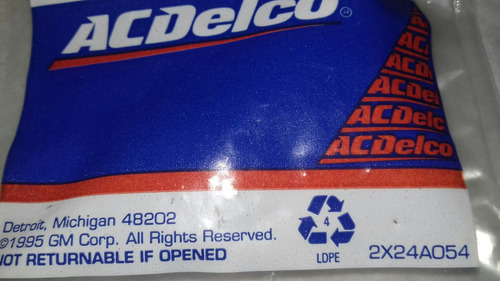 ACDelco
ACDelco
ACDelco
ACDelco
Detroit, Michigan 48202
©1995 GM Corp. All Rights Reserved.
NOT RETURNABLE IF OPENED
4
LDPE
2X24A054